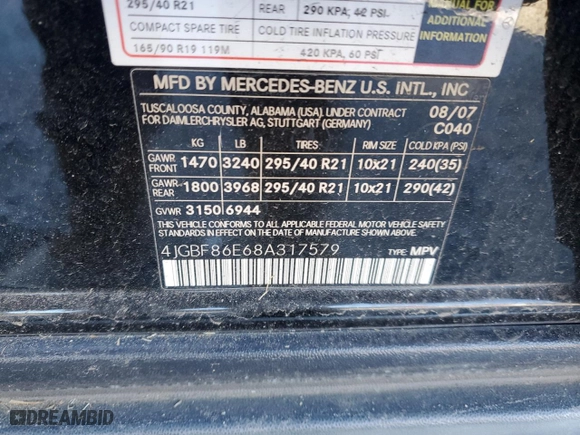 295/40 R21 REAR 290 KPA, 42 PSI
COMPACT SPARE TIRE COLD TIRE INFLATION PRESSURE
165/90 R19 119M 420 KPA, 60 PSI
MANUAL FOR
ADDITIONAL
INFORMATION
MFD BY MERCEDES-BENZ U.S. INTL., INC
TUSCALOOSA COUNTY, ALABAMA (USA), UNDER CONTRACT 08/07
FOR DAIMLERCHRYSLER AG, STUTTGART (GERMANY) C040
KG LB TIRES RIM SIZE COLD KPA (PSI)
GAWR FRONT 1470 3240 295/40 R21 10x21 240(35)
GAWR REAR 1800 3968 295/40 R21 10x21 290(42)
GVWR 3150 6944
THIS VEHICLE CONFORMS TO ALL APPLICABLE FEDERAL MOTOR VEHICLE SAFETY STANDARDS IN EFFECT
ON THE DATE OF MANUFACTURE SHOWN ABOVE.
4JGBF86E68A317579 TYPE: MPV
DREAMBID